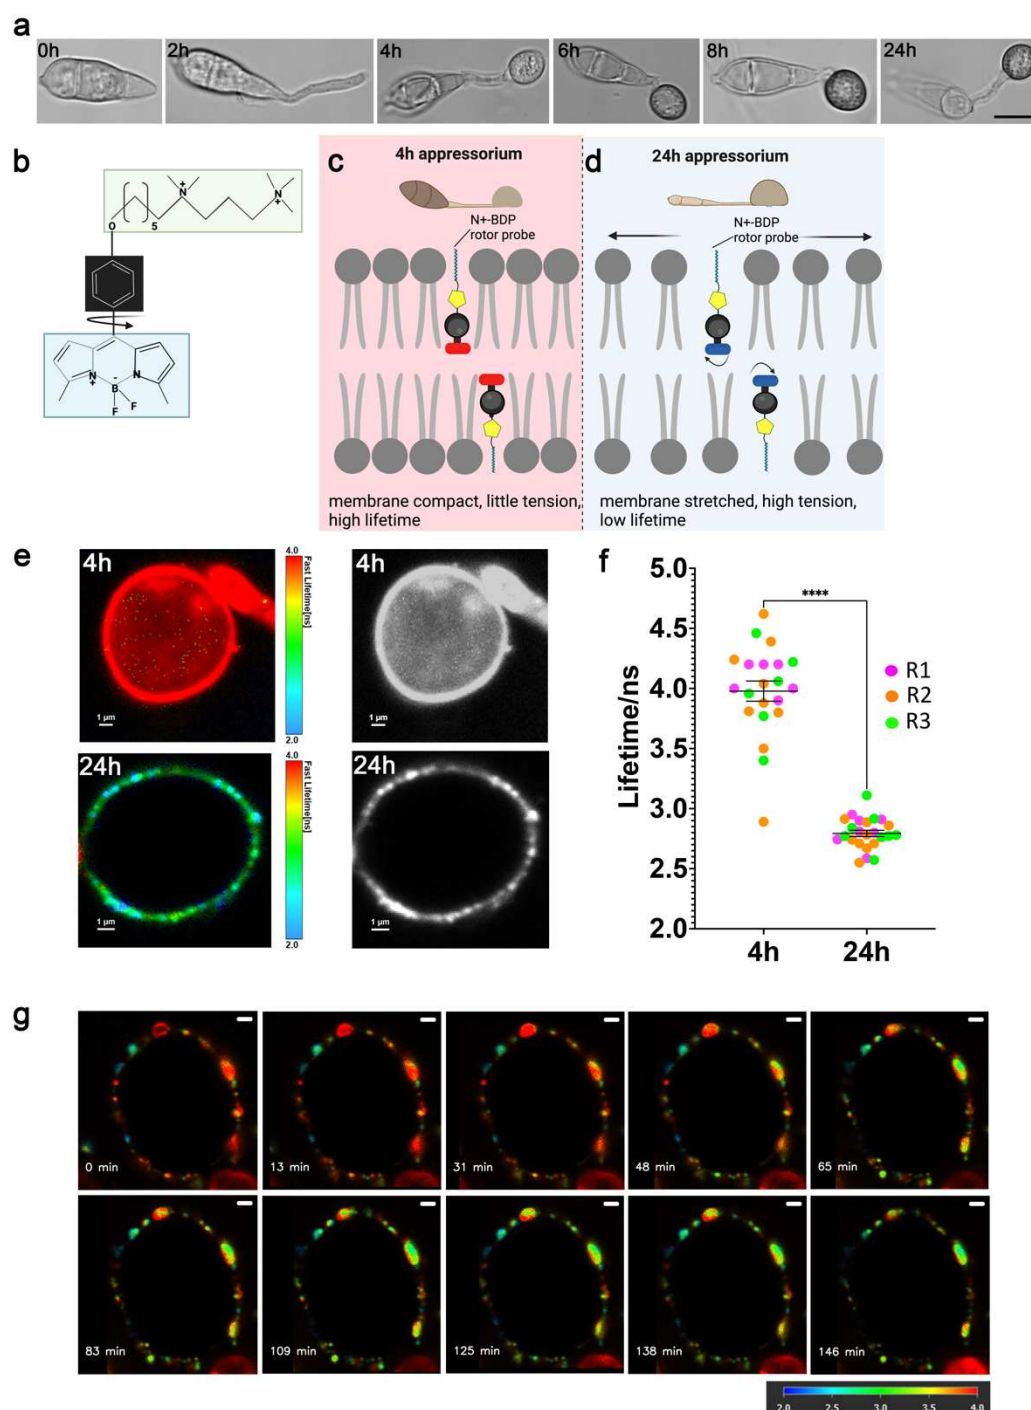 a
0h
2h
4h
6h
8h
24h
b
N
+
N
+
O
5
N
+
N
B
-
F
F
c
4h appressorium
N+-BDP
rotor probe
membrane compact, little tension,
high lifetime
d
24h appressorium
N+-BDP
rotor probe
membrane stretched, high tension,
low lifetime
e
4h
1 µm
4.0
Fast Lifetime[ns]
2.0
4h
1 µm
24h
1 µm
4.0
Fast Lifetime[ns]
2.0
24h
1 µm
f
Lifetime/ns
5.0
4.5
4.0
3.5
3.0
2.5
2.0
****
R1
R2
R3
4h
24h
g
0 min
13 min
31 min
48 min
65 min
83 min
109 min
125 min
138 min
146 min
2.0 2.5 3.0 3.5 4.0